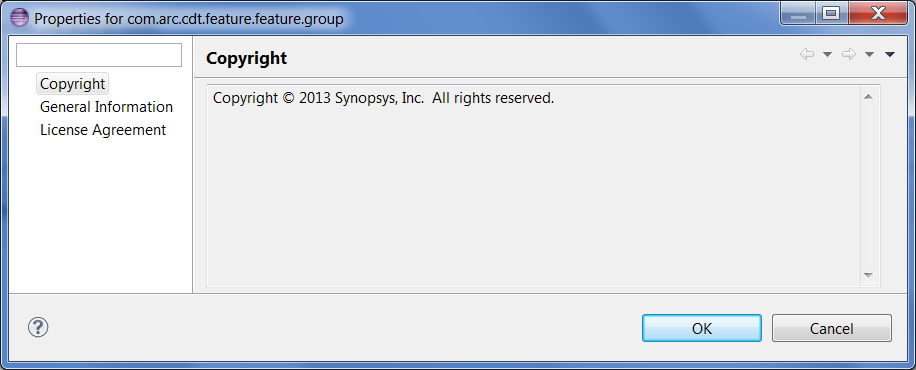 Properties for com.arc.cdt.feature.feature.group
Copyright
General Information
License Agreement
Copyright
Copyright © 2013 Synopsys, Inc.  All rights reserved.
?
OK
Cancel